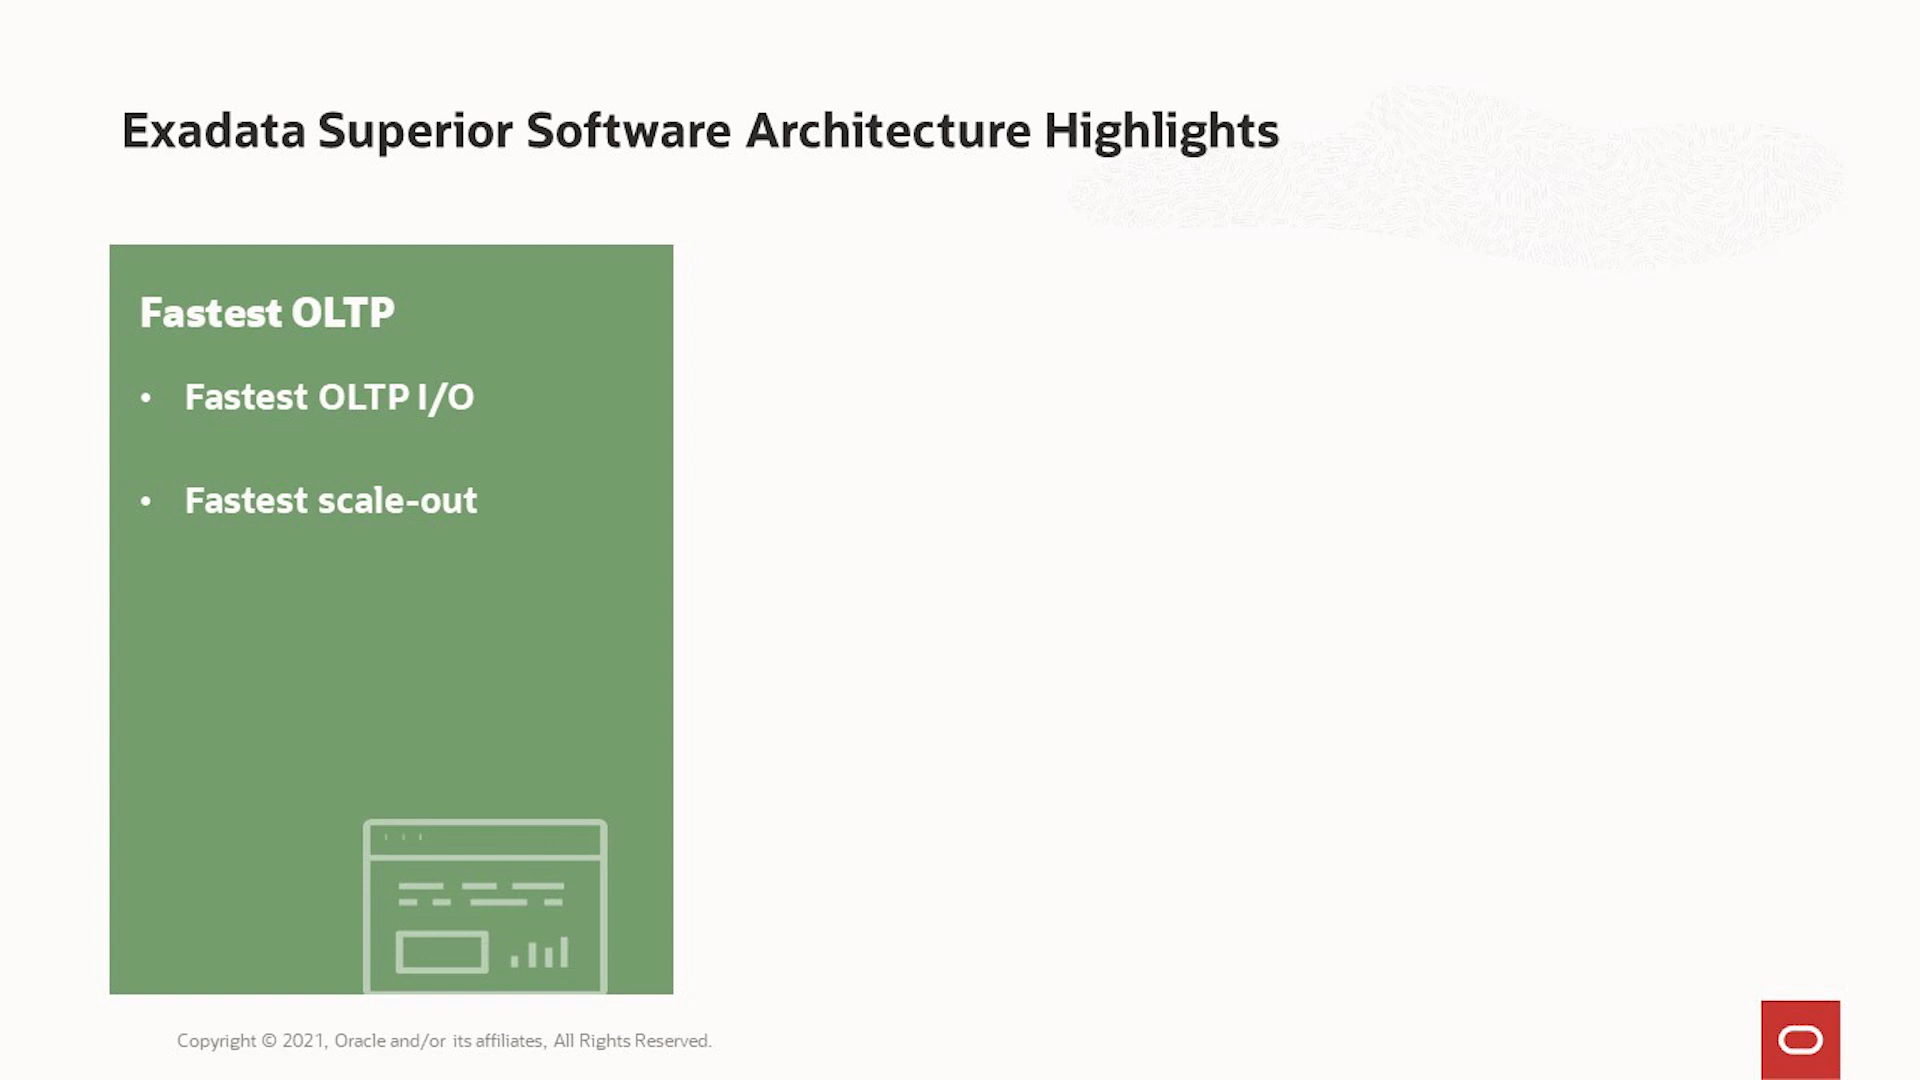 Exadata Superior Software Architecture Highlights
Fastest OLTP
• Fastest OLTP I/O
• Fastest scale-out
Copyright © 2021, Oracle and/or its affiliates, All Rights Reserved.